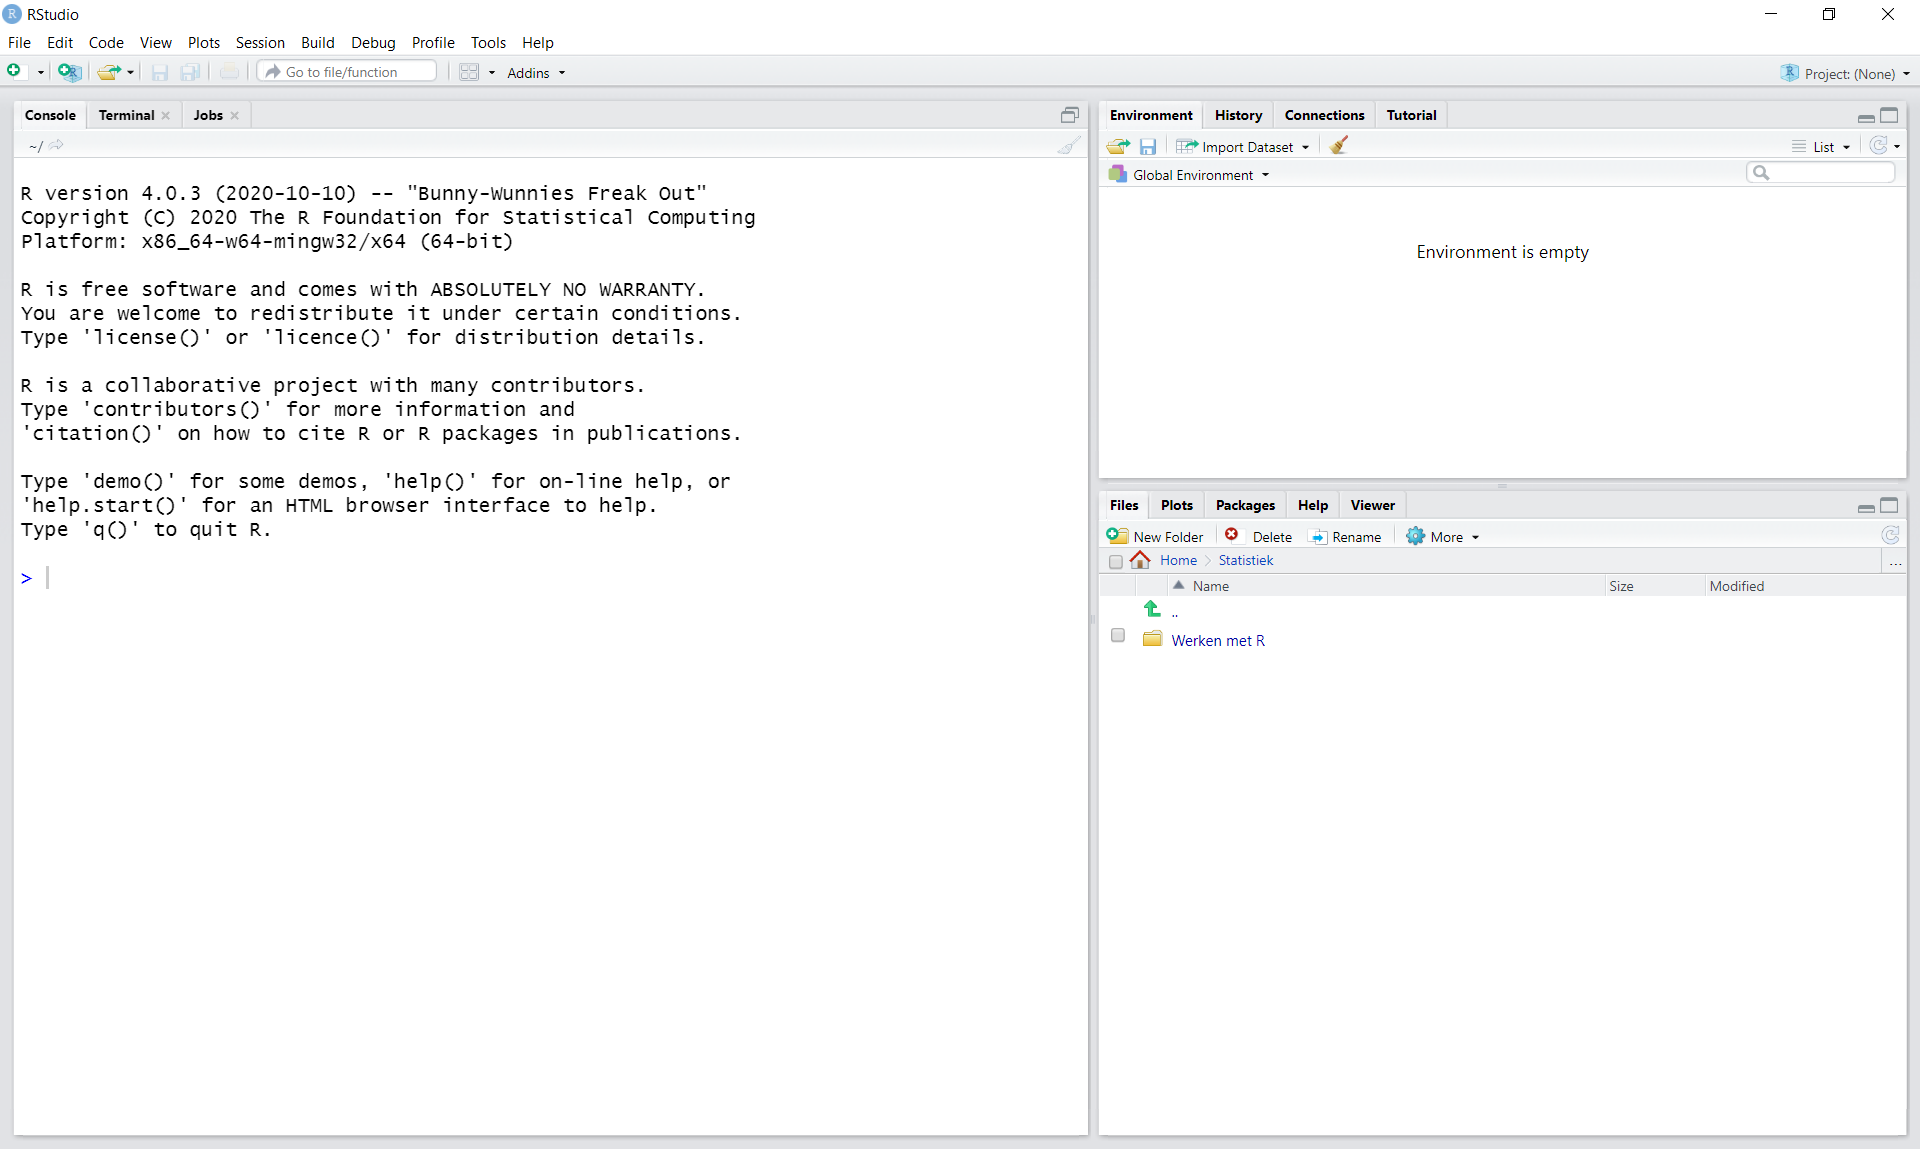 RStudio
File Edit Code View Plots Session Build Debug Profile Tools Help
Go to file/function Addins Project: (None)
Console Terminal Jobs
~/
R version 4.0.3 (2020-10-10) -- "Bunny-Wunnies Freak Out"
Copyright (C) 2020 The R Foundation for Statistical Computing
Platform: x86_64-w64-mingw32/x64 (64-bit)
R is free software and comes with ABSOLUTELY NO WARRANTY.
You are welcome to redistribute it under certain conditions.
Type 'license()' or 'licence()' for distribution details.
R is a collaborative project with many contributors.
Type 'contributors()' for more information and
'citation()' on how to cite R or R packages in publications.
Type 'demo()' for some demos, 'help()' for on-line help, or
'help.start()' for an HTML browser interface to help.
Type 'q()' to quit R.
>
Environment History Connections Tutorial
Import Dataset List
Global Environment
Environment is empty
Files Plots Packages Help Viewer
New Folder Delete Rename More
Home Statistiek ...
Name Size Modified
..
Werken met R